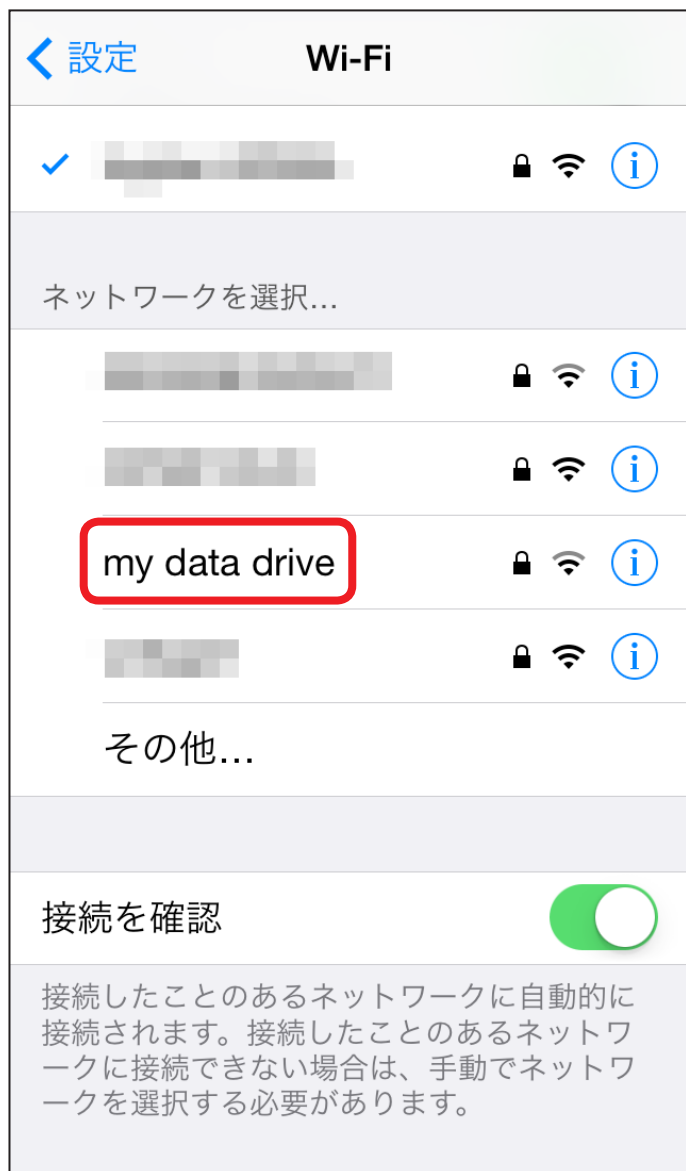 設定 Wi-Fi
ネットワークを選択...
my data drive
その他...
接続を確認
接続したことのあるネットワークに自動的に
接続されます。接続したことのあるネットワ
ークに接続できない場合は、手動でネットワ
ークを選択する必要があります。